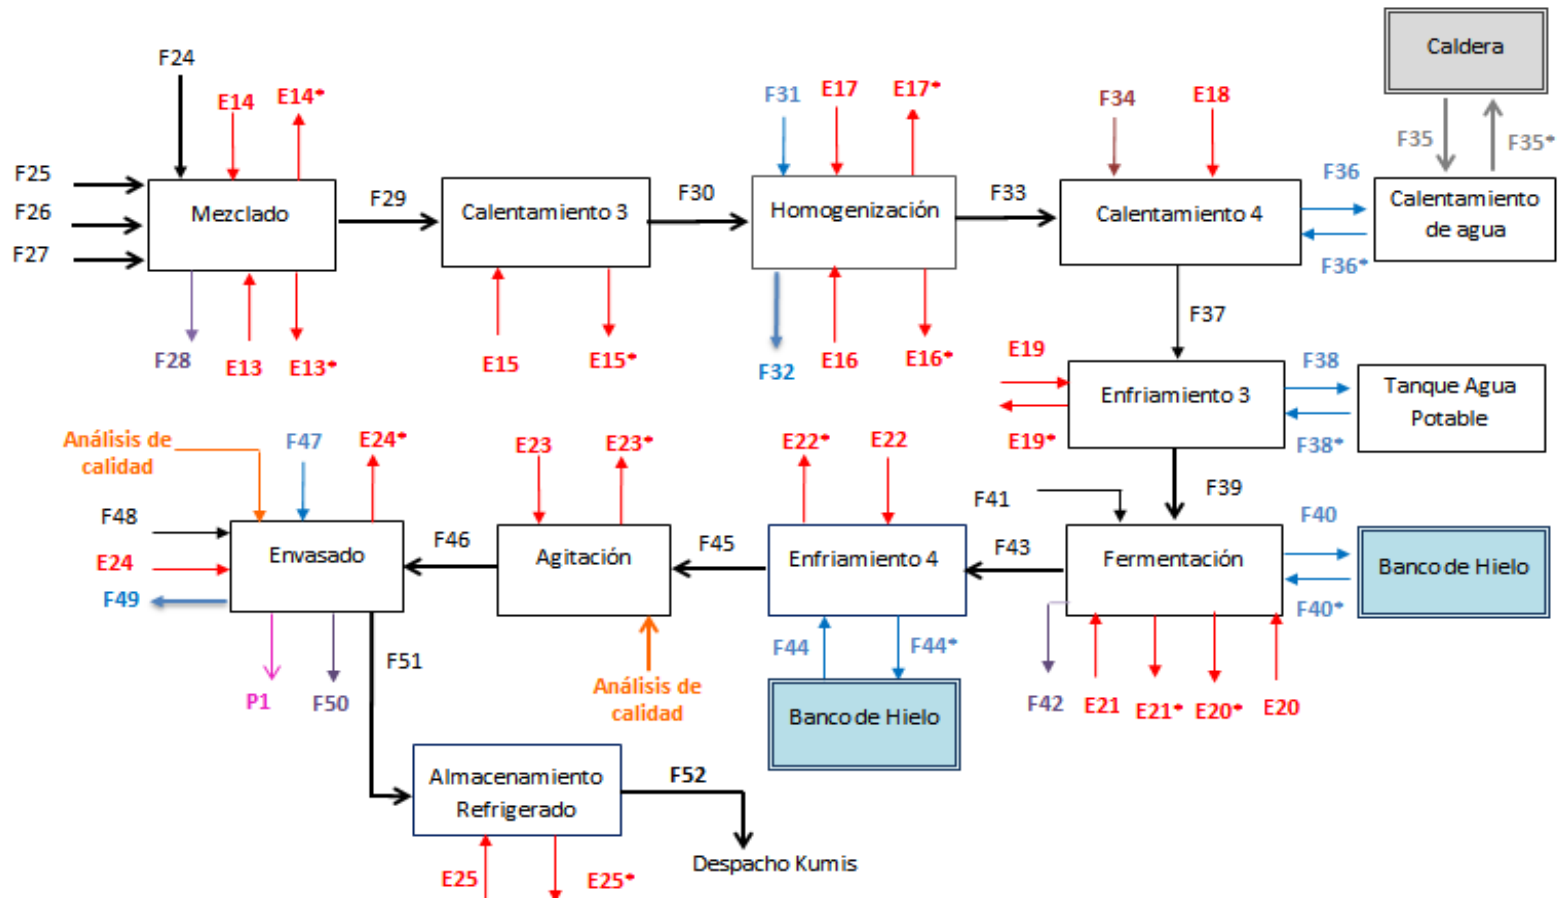 Caldera
F24
E14
E14*
F31
E17
E17*
F34
E18
F35
F35*
F25
F26
F27
Mezclado
F29
Calentamiento 3
F30
Homogenización
F33
Calentamiento 4
F36
F36*
Calentamiento
de agua
F28
E13
E13*
E15
E15*
F32
E16
E16*
F37
E19
E19*
Enfriamiento 3
F38
F38*
Tanque Agua
Potable
Análisis de
calidad
F47
E24*
E23
E23*
E22*
E22
F41
F39
F48
E24
F49
Envasado
F46
Agitación
F45
Enfriamiento 4
F43
Fermentación
F40
F40*
Banco de Hielo
P1
F50
F51
Análisis de
calidad
F44
F44*
Banco de Hielo
F42
E21
E21*
E20*
E20
Almacenamiento
Refrigerado
F52
Despacho Kumis
E25
E25*